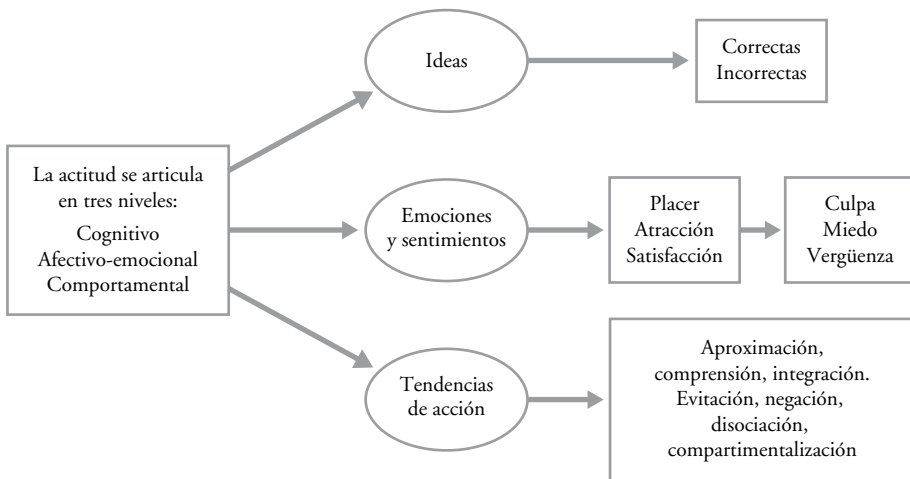 La actitud se articula
en tres niveles:
Cognitivo
Afectivo-emocional
Comportamental
Ideas
Correctas
Incorrectas
Emociones
y sentimientos
Placer
Atracción
Satisfacción
Culpa
Miedo
Vergüenza
Tendencias
de acción
Aproximación,
comprensión, integración.
Evitación, negación,
disociación,
compartimentalización